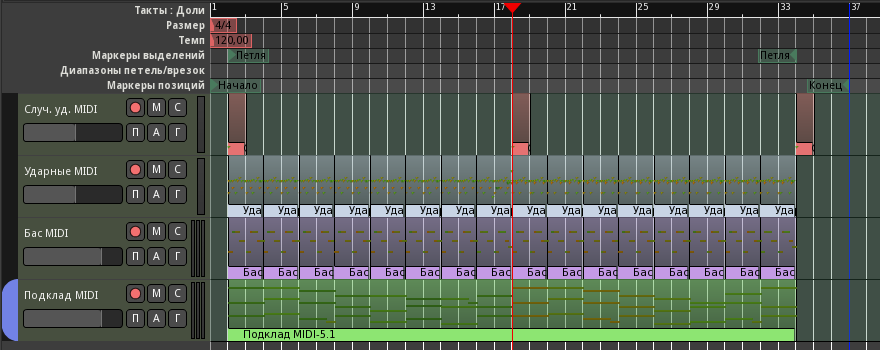 Такты : Доли 1 5 9 13 17 21 25 29 33 37
Размер 4/4
Темп 120,00
Маркеры выделений Петля Петля
Диапазоны петель/врезок
Маркеры позиций Начало Конец
Случ. уд. MIDI М С
П А Г
Ударные MIDI М С
П А Г
Уда Уда Уда Уда Уда Уда Уда Уда Уда Уда Уда Уда Уда Уда Уда Уда
Бас MIDI М С
П А Г
Бас Бас Бас Бас Бас Бас Бас Бас Бас Бас Бас Бас Бас Бас Бас Бас
Подклад MIDI М С
П А Г
Подклад MIDI-5.1